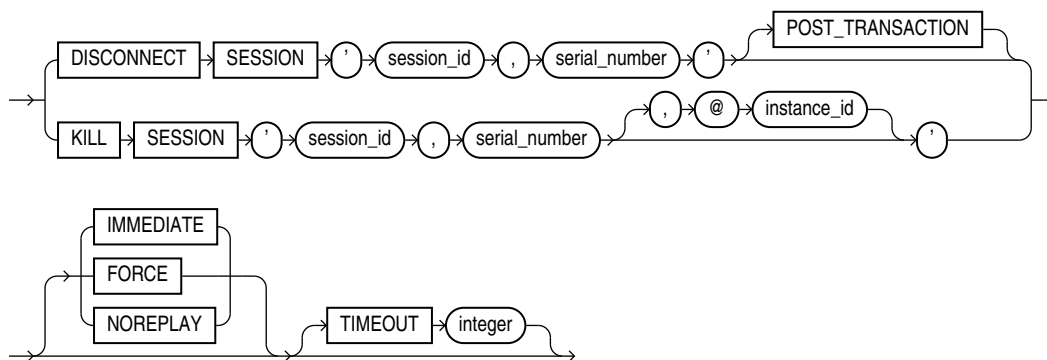 POST_TRANSACTION
DISCONNECT SESSION ' session_id , serial_number '
, @ instance_id
KILL SESSION ' session_id , serial_number '
IMMEDIATE
FORCE
NOREPLAY
TIMEOUT integer